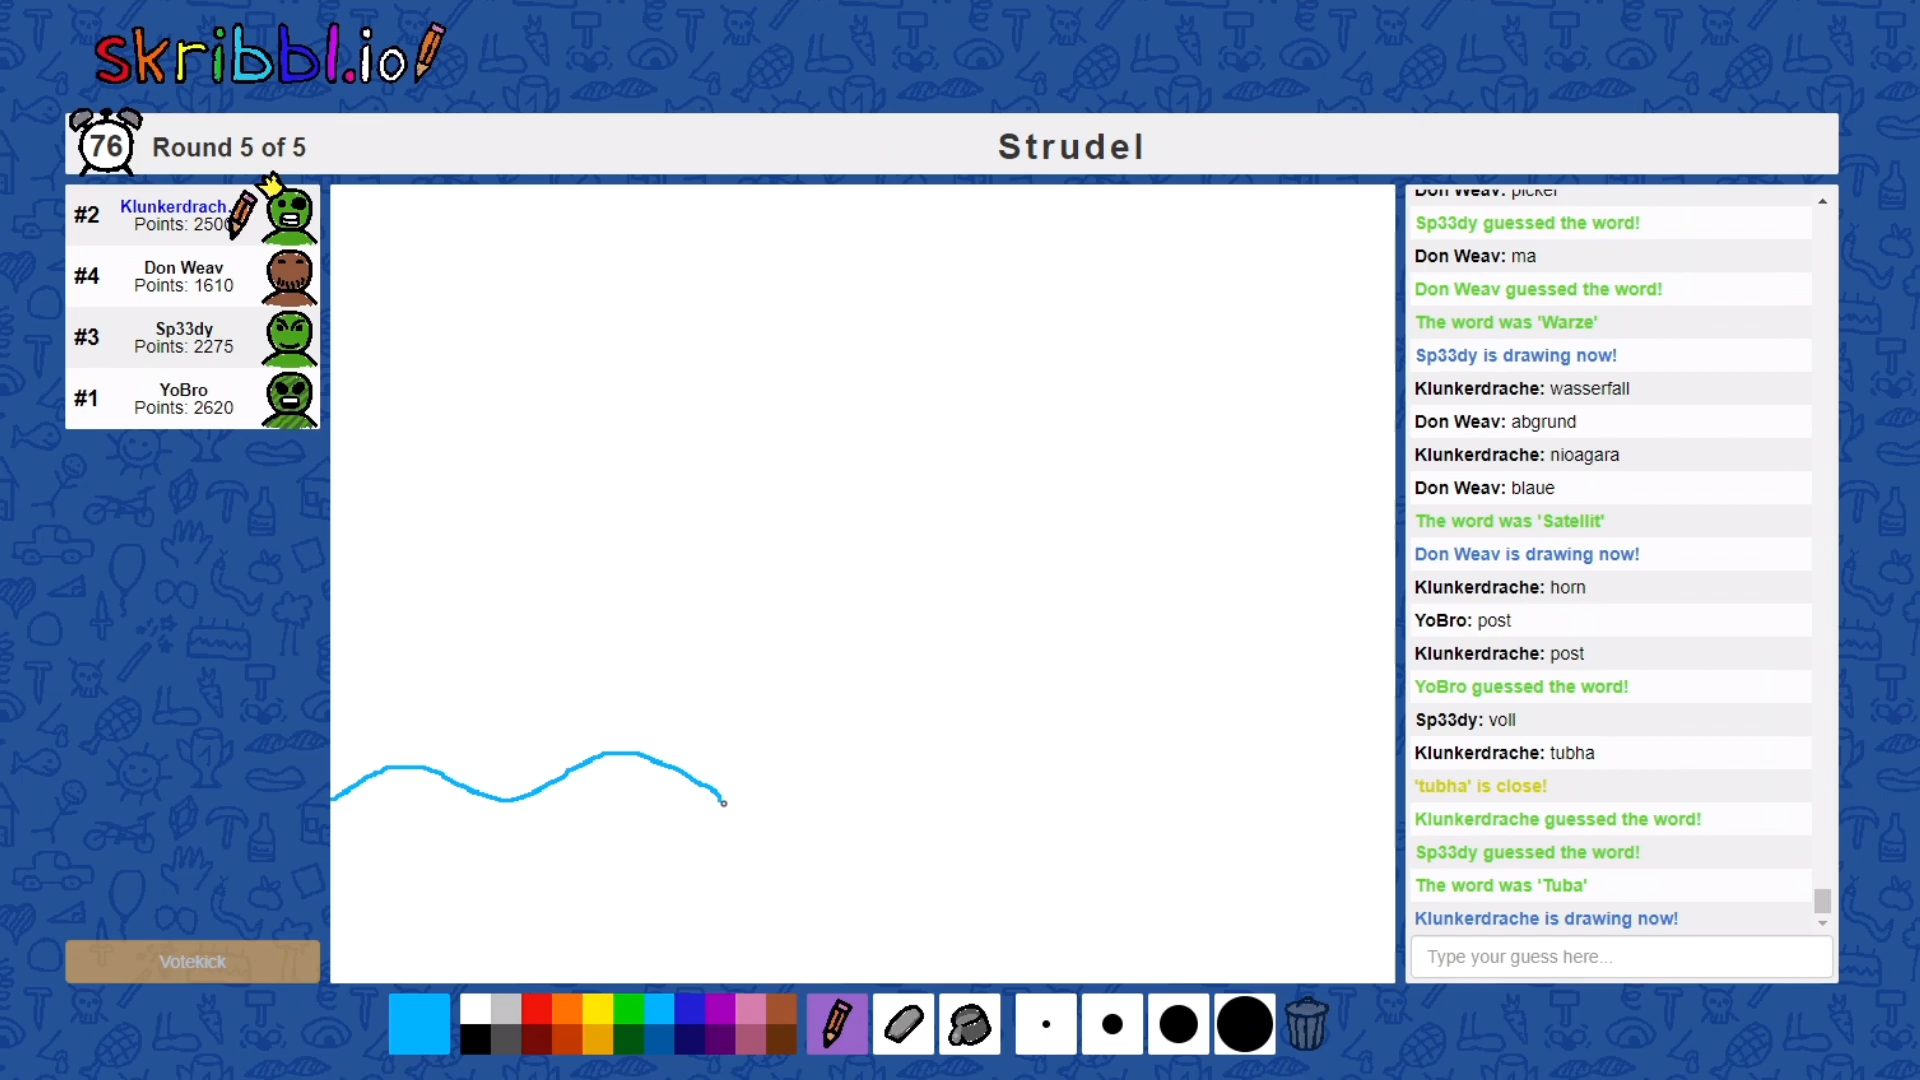 skribbl.io
76
Round 5 of 5
Strudel
#2
Klunkerdrach.
Points: 2500
#4
Don Weav
Points: 1610
#3
Sp33dy
Points: 2275
#1
YoBro
Points: 2620
Votekick
Don Weav: picker
Sp33dy guessed the word!
Don Weav: ma
Don Weav guessed the word!
The word was 'Warze'
Sp33dy is drawing now!
Klunkerdrache: wasserfall
Don Weav: abgrund
Klunkerdrache: nioagara
Don Weav: blaue
The word was 'Satellit'
Don Weav is drawing now!
Klunkerdrache: horn
YoBro: post
Klunkerdrache: post
YoBro guessed the word!
Sp33dy: voll
Klunkerdrache: tubha
'tubha' is close!
Klunkerdrache guessed the word!
Sp33dy guessed the word!
The word was 'Tuba'
Klunkerdrache is drawing now!
Type your guess here...